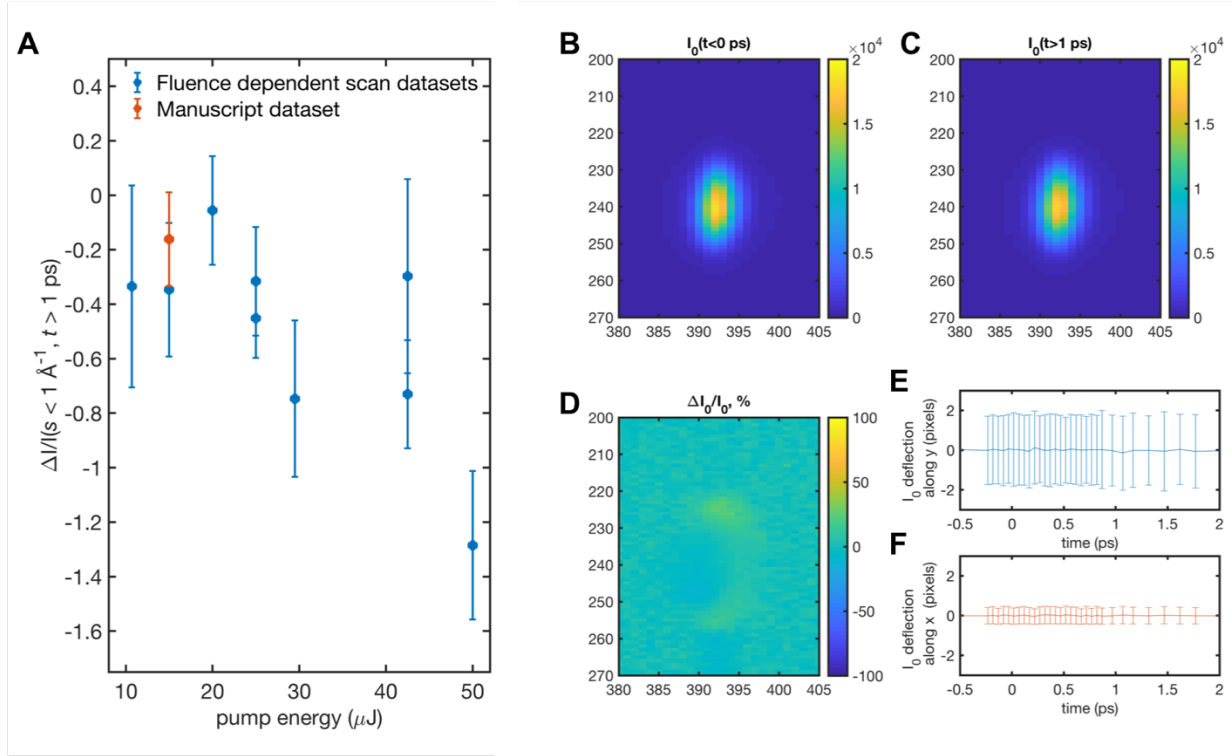 A
Fluence dependent scan datasets
Manuscript dataset
0.4
0.2
0
-0.2
-0.4
-0.6
-0.8
-1
-1.2
-1.4
-1.6
ΔI/I(s < 1 Å⁻¹, t > 1 ps)
10 20 30 40 50
pump energy (μJ)
B
I₀(t<0 ps)
×10⁴
200
210
220
230
240
250
260
270
380 385 390 395 400 405
2
1.5
1
0.5
0
C
I₀(t>1 ps)
×10⁴
200
210
220
230
240
250
260
270
380 385 390 395 400 405
2
1.5
1
0.5
0
D
ΔI₀/I₀, %
200
210
220
230
240
250
260
270
380 385 390 395 400 405
100
50
0
-50
-100
E
I₀ deflection
along y (pixels)
2
0
-2
-0.5 0 0.5 1 1.5 2
time (ps)
F
I₀ deflection
along x (pixels)
2
0
-2
-0.5 0 0.5 1 1.5 2
time (ps)